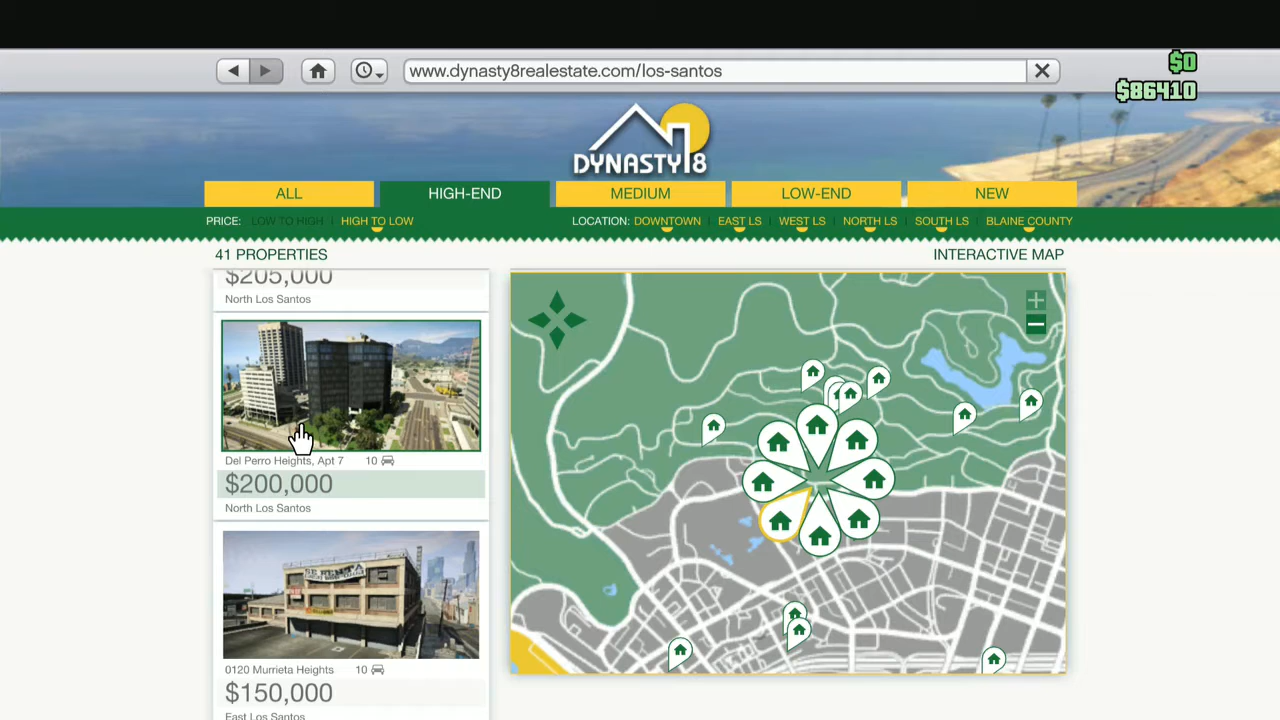 www.dynasty8realestate.com/los-santos
$0
$86410
DYNASTY8
ALL
HIGH-END
MEDIUM
LOW-END
NEW
PRICE: LOW TO HIGH | HIGH TO LOW
LOCATION: DOWNTOWN | EAST LS | WEST LS | NORTH LS | SOUTH LS | BLAINE COUNTY
41 PROPERTIES
INTERACTIVE MAP
$205,000
North Los Santos
Del Perro Heights, Apt 7 10
$200,000
North Los Santos
SE RENTA
0120 Murrieta Heights 10
$150,000
East Los Santos